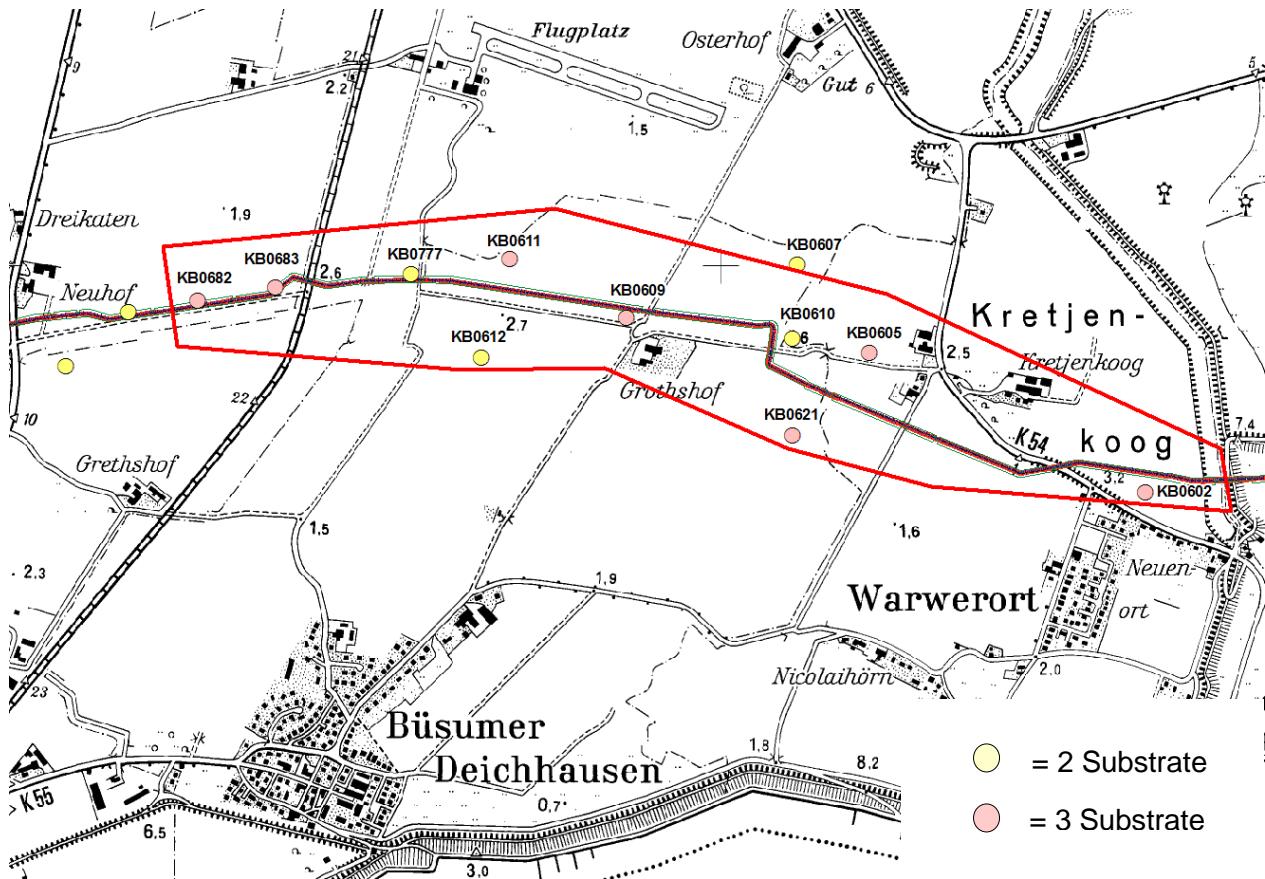 Flugplatz
Osterhof
Gut 6
5
9
21
2.2
1,5
Dreikaten
1,9
KB0611
KB0607
KB0682
KB0683
2,6
KB0777
Neuhof
KB0609
2,7
KB0612
KB0610
6
KB0605
Kretjen-
2,5
Kretjenkoog
Grothshof
10
22
KB0621
K 54
koog
7,4
3,2
KB0602
Grethshof
1,5
1,6
2,3
1,9
Warwerort
Neuen-
ort
23
Nicolaihörn
2,0
Büsumer
Deichhausen
1,8
8,2
K 55
0,7
6,5
3,0
= 2 Substrate
= 3 Substrate